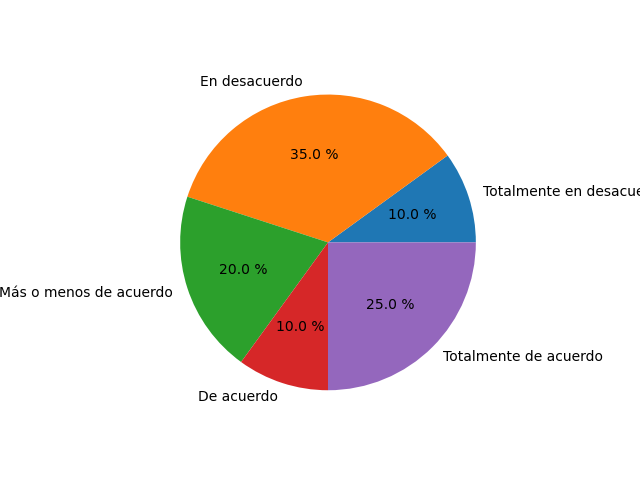 En desacuerdo
35.0 %
Totalmente en desacue
10.0 %
20.0 %
Más o menos de acuerdo
25.0 %
10.0 %
Totalmente de acuerdo
De acuerdo